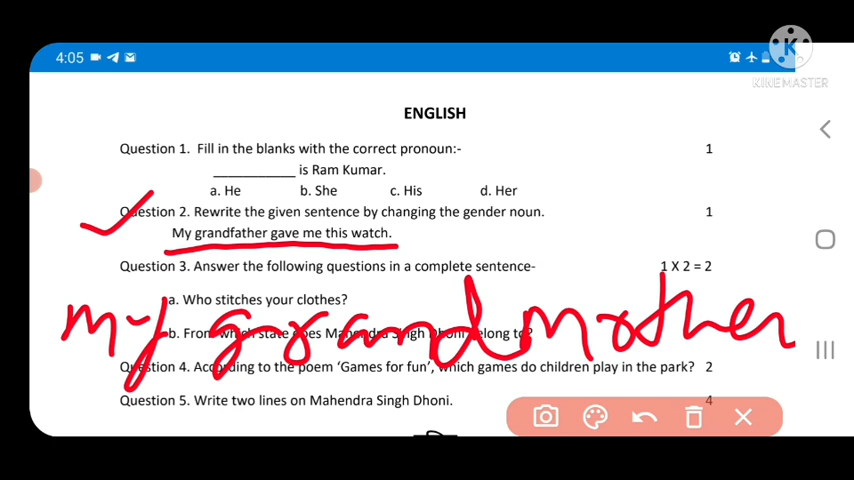 4:05
K
KINEMASTER
ENGLISH
Question 1. Fill in the blanks with the correct pronoun:- 1
___________ is Ram Kumar.
a. He b. She c. His d. Her
Question 2. Rewrite the given sentence by changing the gender noun. 1
My grandfather gave me this watch.
Question 3. Answer the following questions in a complete sentence- 1 X 2 = 2
a. Who stitches your clothes?
my grandmother
b. From which state does Mahendra Singh Dhoni belong to?
Question 4. According to the poem ‘Games for fun’, which games do children play in the park? 2
Question 5. Write two lines on Mahendra Singh Dhoni. 4